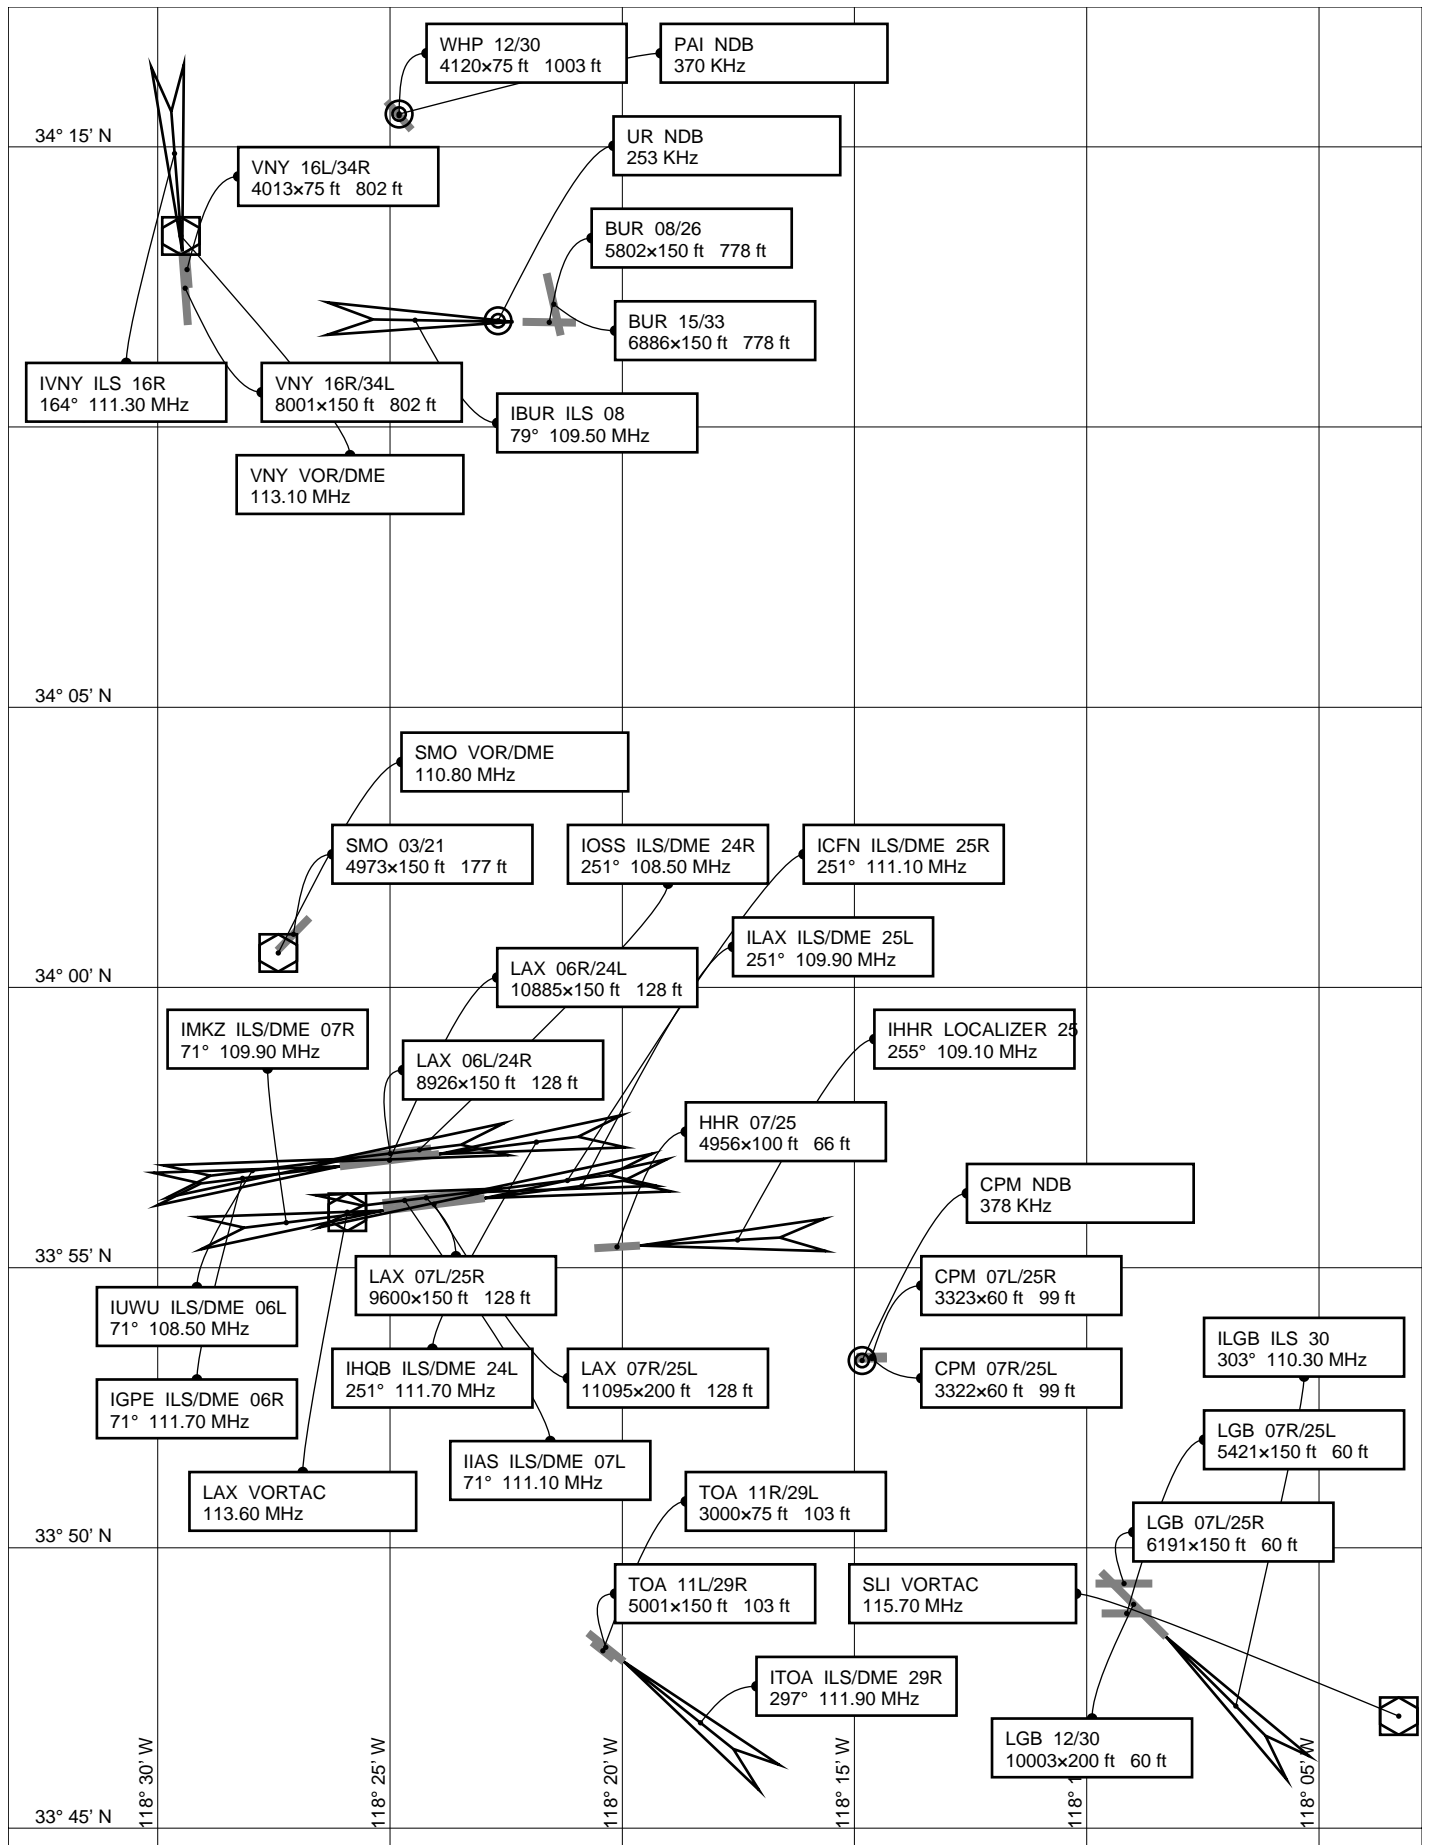 WHP 12/30
4120×75 ft 1003 ft
PAI NDB
370 KHz
34° 15' N
UR NDB
253 KHz
VNY 16L/34R
4013×75 ft 802 ft
BUR 08/26
5802×150 ft 778 ft
BUR 15/33
6886×150 ft 778 ft
IVNY ILS 16R
164° 111.30 MHz
VNY 16R/34L
8001×150 ft 802 ft
IBUR ILS 08
79° 109.50 MHz
VNY VOR/DME
113.10 MHz
34° 05' N
SMO VOR/DME
110.80 MHz
SMO 03/21
4973×150 ft 177 ft
IOSS ILS/DME 24R
251° 108.50 MHz
ICFN ILS/DME 25R
251° 111.10 MHz
ILAX ILS/DME 25L
251° 109.90 MHz
LAX 06R/24L
10885×150 ft 128 ft
34° 00' N
IMKZ ILS/DME 07R
71° 109.90 MHz
IHHR LOCALIZER 25
255° 109.10 MHz
LAX 06L/24R
8926×150 ft 128 ft
HHR 07/25
4956×100 ft 66 ft
CPM NDB
378 KHz
33° 55' N
LAX 07L/25R
9600×150 ft 128 ft
CPM 07L/25R
3323×60 ft 99 ft
IUWU ILS/DME 06L
71° 108.50 MHz
ILGB ILS 30
303° 110.30 MHz
IHQB ILS/DME 24L
251° 111.70 MHz
LAX 07R/25L
11095×200 ft 128 ft
CPM 07R/25L
3322×60 ft 99 ft
IGPE ILS/DME 06R
71° 111.70 MHz
LGB 07R/25L
5421×150 ft 60 ft
IIAS ILS/DME 07L
71° 111.10 MHz
LAX VORTAC
113.60 MHz
TOA 11R/29L
3000×75 ft 103 ft
LGB 07L/25R
6191×150 ft 60 ft
33° 50' N
TOA 11L/29R
5001×150 ft 103 ft
SLI VORTAC
115.70 MHz
ITOA ILS/DME 29R
297° 111.90 MHz
LGB 12/30
10003×200 ft 60 ft
118° 30' W
118° 25' W
118° 20' W
118° 15' W
118°
118° 05' W
33° 45' N